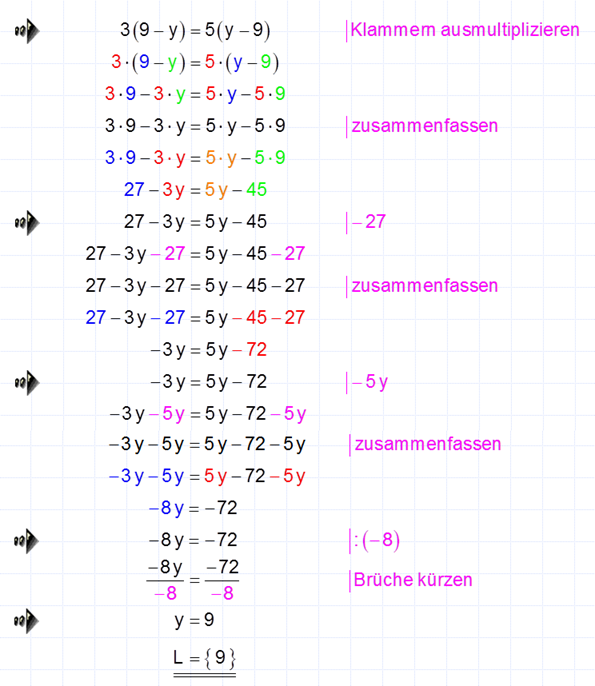 3(9 − y) = 5(y − 9) |Klammern ausmultiplizieren
3·(9 − y) = 5·(y − 9)
3·9 − 3·y = 5·y − 5·9
3·9 − 3·y = 5·y − 5·9 |zusammenfassen
3·9 − 3·y = 5·y − 5·9
27 − 3y = 5y − 45
27 − 3y = 5y − 45 |− 27
27 − 3y − 27 = 5y − 45 − 27
27 − 3y − 27 = 5y − 45 − 27 |zusammenfassen
27 − 3y − 27 = 5y − 45 − 27
−3y = 5y − 72
−3y = 5y − 72 |− 5y
−3y − 5y = 5y − 72 − 5y
−3y − 5y = 5y − 72 − 5y |zusammenfassen
−3y − 5y = 5y − 72 − 5y
−8y = −72
−8y = −72 |:(−8)
−8y/−8 = −72/−8 |Brüche kürzen
y = 9
L = {9}